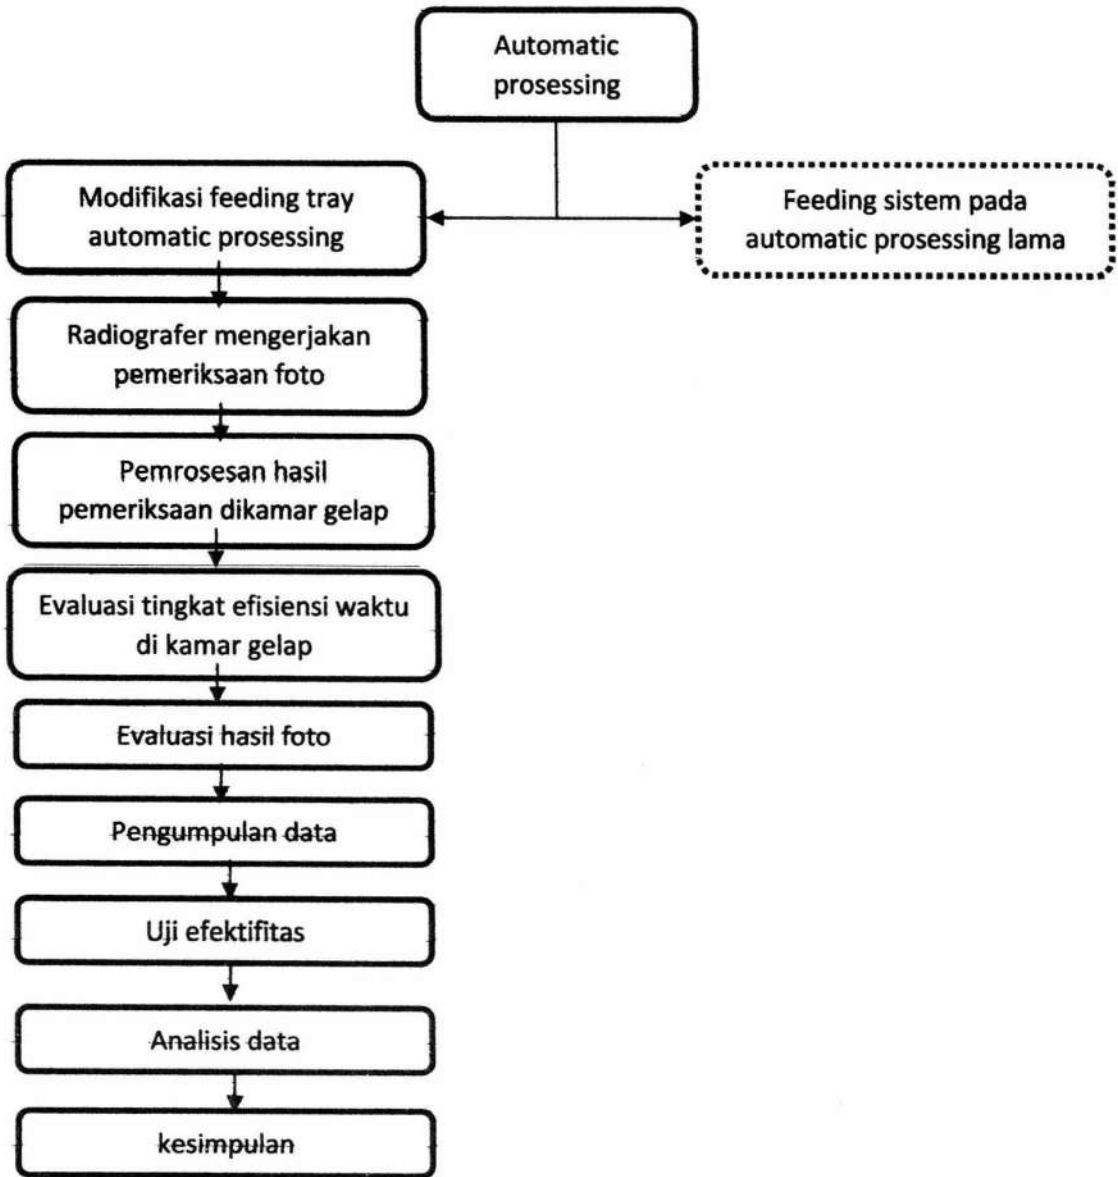 Automatic
prosessing
Modifikasi feeding tray
automatic prosessing
Feeding sistem pada
automatic prosessing lama
Radiografer mengerjakan
pemeriksaan foto
Pemrosesan hasil
pemeriksaan dikamar gelap
Evaluasi tingkat efisiensi waktu
di kamar gelap
Evaluasi hasil foto
Pengumpulan data
Uji efektifitas
Analisis data
kesimpulan